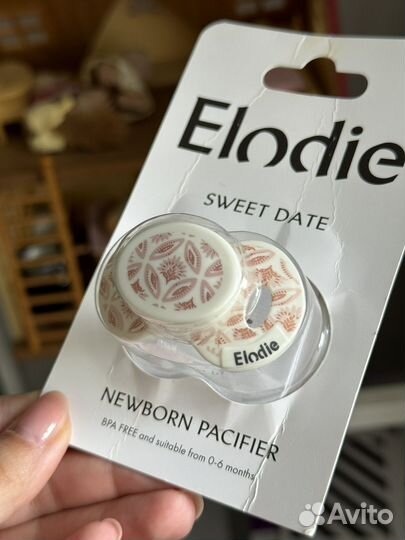 Elodie
SWEET DATE
Elodie
NEWBORN PACIFIER
BPA FREE and suitable from 0-6 months
Avito